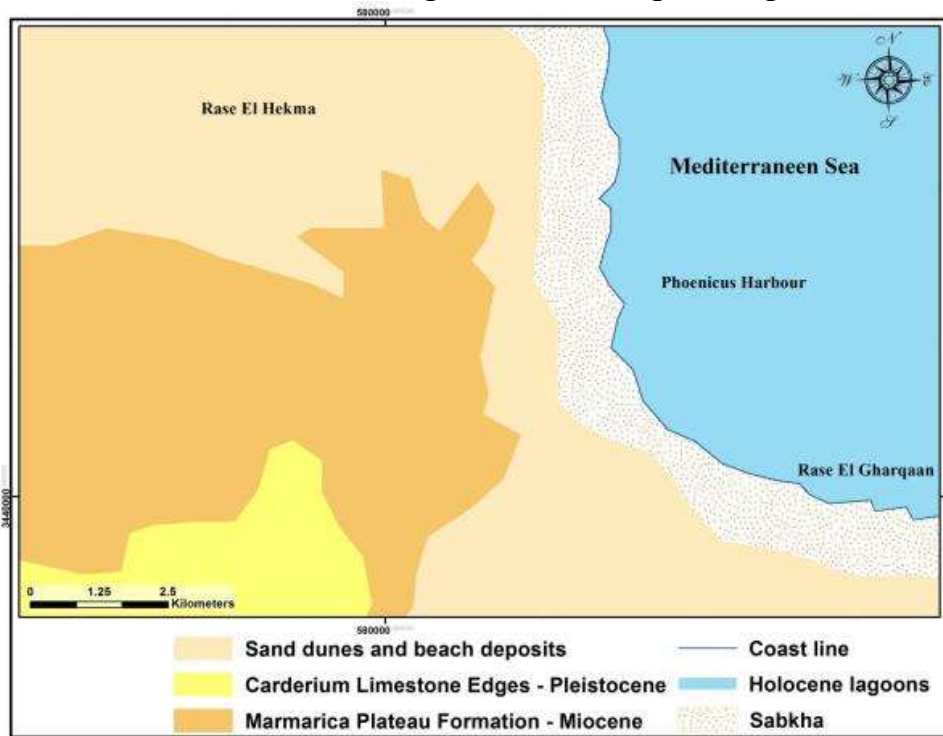 580000
Rase El Hekma
N
W
E
S
Mediterraneen Sea
Phoenicus Harbour
Rase El Gharqaan
3440000
0 1.25 2.5
Kilometers
580000
Sand dunes and beach deposits
Coast line
Carderium Limestone Edges - Pleistocene
Holocene lagoons
Marmarica Plateau Formation - Miocene
Sabkha